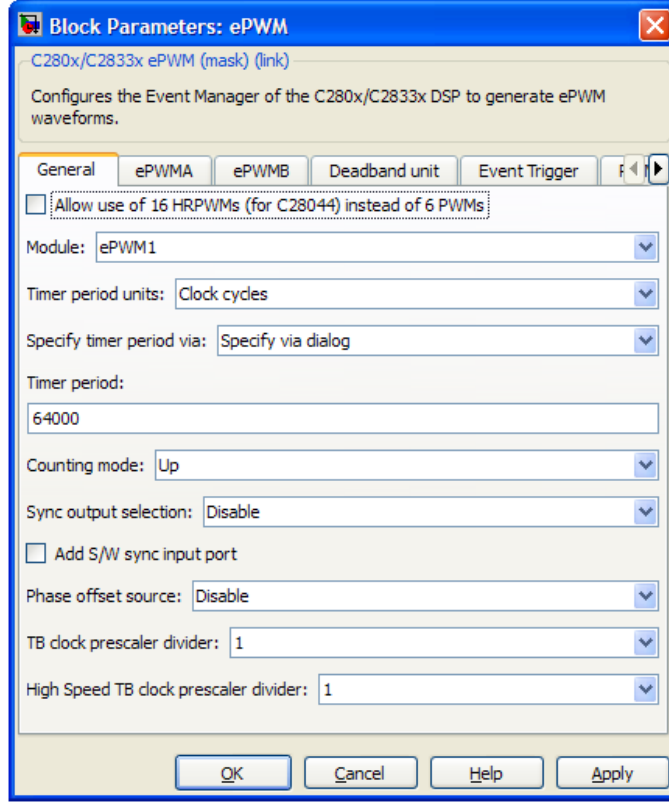 Block Parameters: ePWM
C280x/C2833x ePWM (mask) (link)
Configures the Event Manager of the C280x/C2833x DSP to generate ePWM
waveforms.
General ePWMA ePWMB Deadband unit Event Trigger
Allow use of 16 HRPWMs (for C28044) instead of 6 PWMs
Module: ePWM1
Timer period units: Clock cycles
Specify timer period via: Specify via dialog
Timer period:
64000
Counting mode: Up
Sync output selection: Disable
Add S/W sync input port
Phase offset source: Disable
TB clock prescaler divider: 1
High Speed TB clock prescaler divider: 1
OK Cancel Help Apply